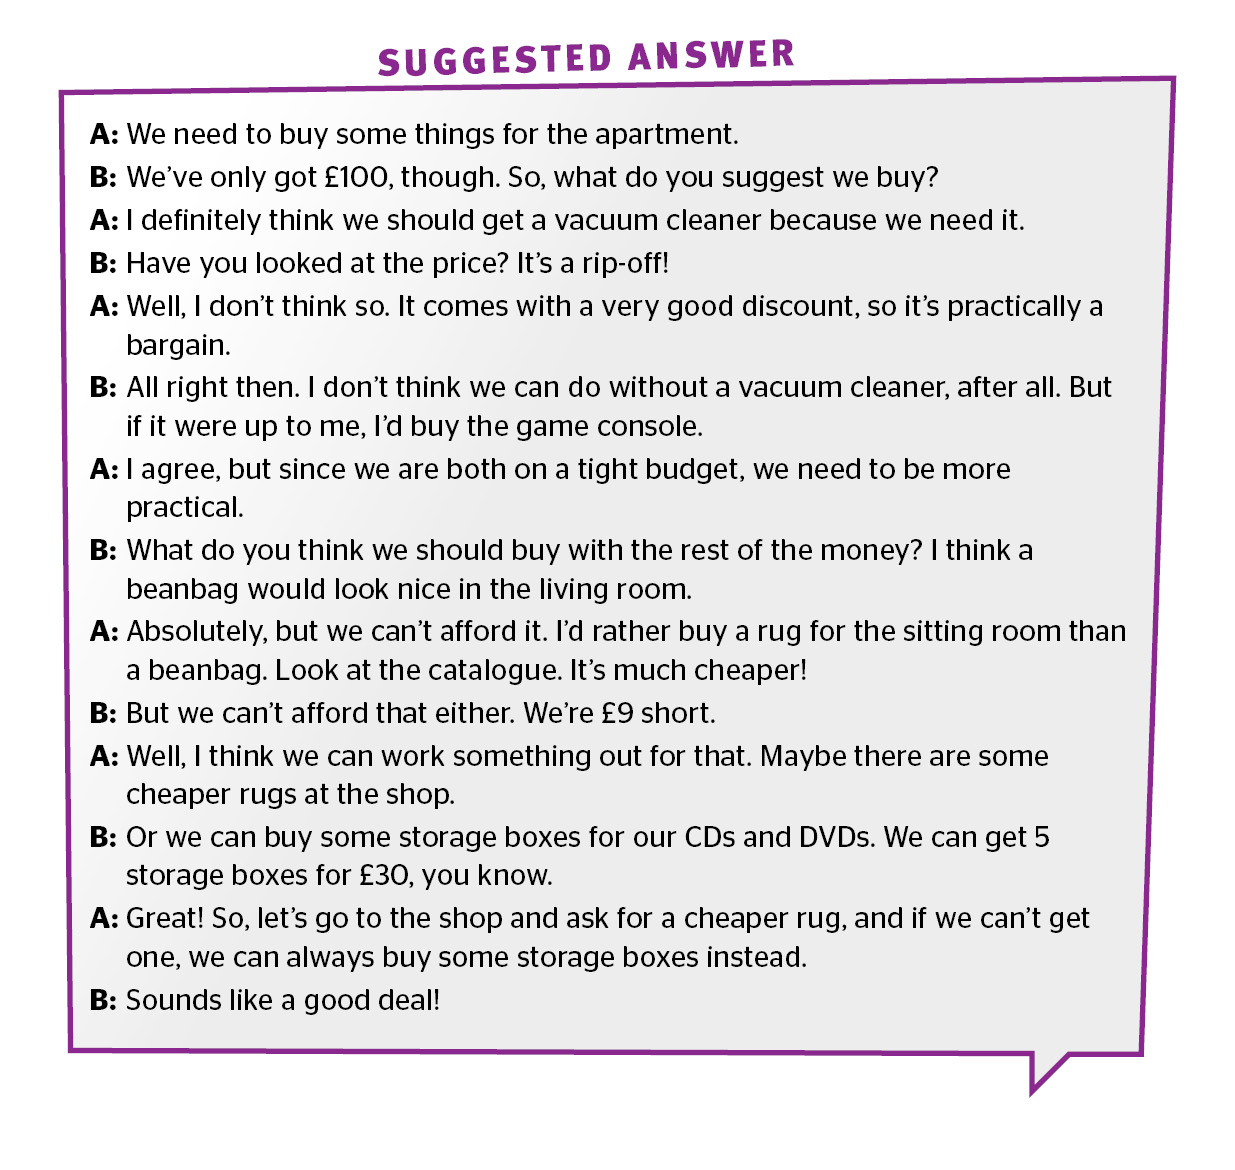 SUGGESTED ANSWER
A: We need to buy some things for the apartment.
B: We’ve only got £100, though. So, what do you suggest we buy?
A: I definitely think we should get a vacuum cleaner because we need it.
B: Have you looked at the price? It’s a rip-off!
A: Well, I don’t think so. It comes with a very good discount, so it’s practically a
bargain.
B: All right then. I don’t think we can do without a vacuum cleaner, after all. But
if it were up to me, I’d buy the game console.
A: I agree, but since we are both on a tight budget, we need to be more
practical.
B: What do you think we should buy with the rest of the money? I think a
beanbag would look nice in the living room.
A: Absolutely, but we can’t afford it. I’d rather buy a rug for the sitting room than
a beanbag. Look at the catalogue. It’s much cheaper!
B: But we can’t afford that either. We’re £9 short.
A: Well, I think we can work something out for that. Maybe there are some
cheaper rugs at the shop.
B: Or we can buy some storage boxes for our CDs and DVDs. We can get 5
storage boxes for £30, you know.
A: Great! So, let’s go to the shop and ask for a cheaper rug, and if we can’t get
one, we can always buy some storage boxes instead.
B: Sounds like a good deal!